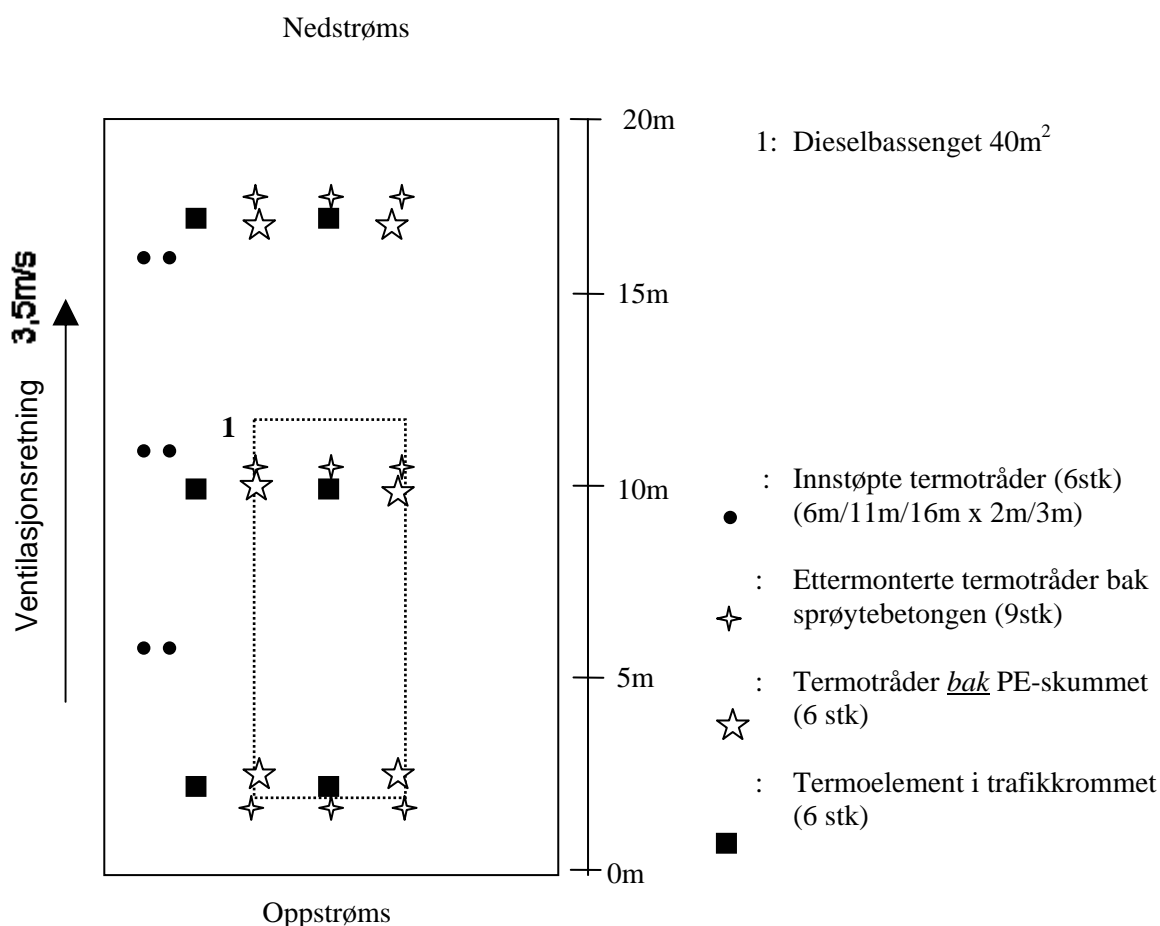 Nedstrøms
20m
1: Dieselbassenget 40m²
15m
Ventilasjonsretning 3,5m/s
1
10m
5m
0m
Oppstrøms
: Innstøpte termotråder (6stk)
(6m/11m/16m x 2m/3m)
: Ettermonterte termotråder bak
sprøytebetongen (9stk)
: Termotråder bak PE-skummet
(6 stk)
: Termoelement i trafikkrommet
(6 stk)